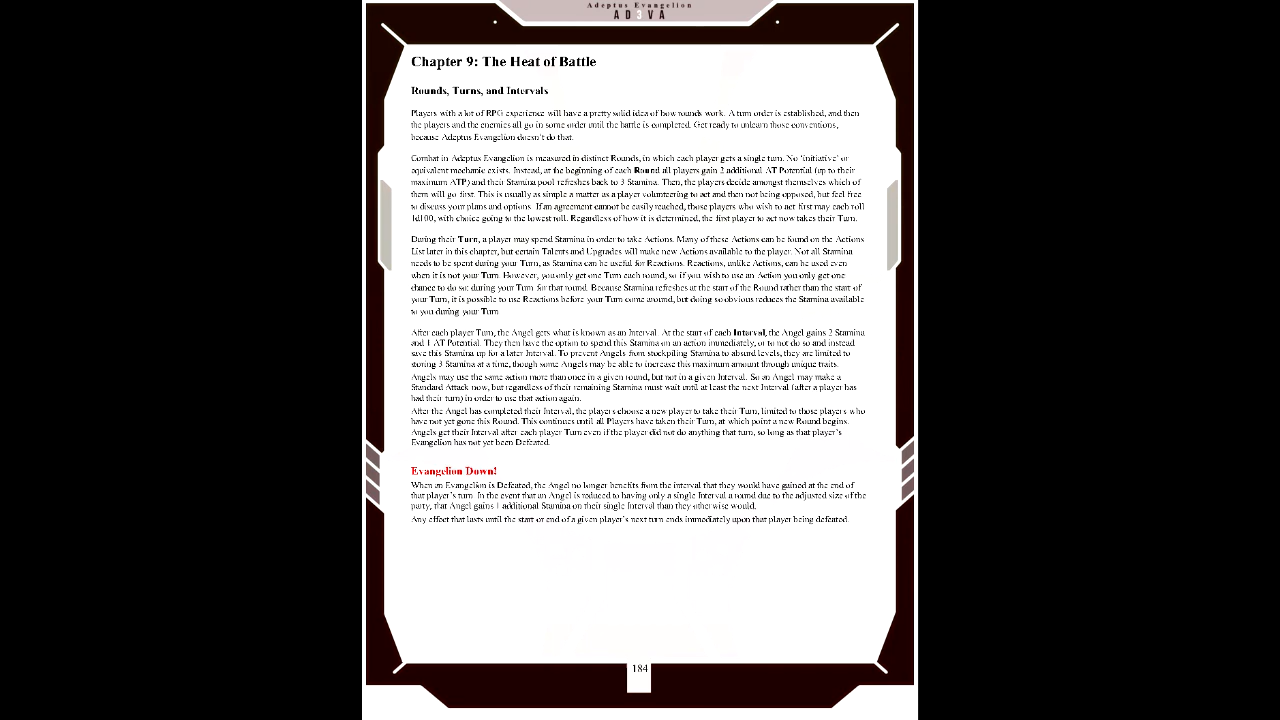 Adeptus Evangelion
AD3VA
Chapter 9: The Heat of Battle
Rounds, Turns, and Intervals
Players with a lot of RPG experience will have a pretty solid idea of how rounds work. A turn order is established, and then
the players and the enemies all go in some order until the battle is completed. Get ready to unlearn those conventions,
because Adeptus Evangelion doesn't do that.
Combat in Adeptus Evangelion is measured in distinct Rounds, in which each player gets a single turn. No 'initiative' or
equivalent mechanic exists. Instead, at the beginning of each Round all players gain 2 additional AT Potential (up to their
maximum ATP) and their Stamina pool refreshes back to 3 Stamina. Then, the players decide amongst themselves which of
them will go first. This is usually as simple a matter as a player volunteering to act and then not being opposed, but feel free
to discuss your plans and options. If an agreement cannot be easily reached, those players who wish to act first may each roll
1d100, with choice going to the lowest roll. Regardless of how it is determined, the first player to act now takes their Turn.
During their Turn, a player may spend Stamina in order to take Actions. Many of these Actions can be found on the Actions
List later in this chapter, but certain Talents and Upgrades will make new Actions available to the player. Not all Stamina
needs to be spent during your Turn, as Stamina can be useful for Reactions. Reactions, unlike Actions, can be used even
when it is not your Turn. However, you only get one Turn each round, so if you wish to use an Action you only get one
chance to do so: during your Turn for that round. Because Stamina refreshes at the start of the Round rather than the start of
your Turn, it is possible to use Reactions before your Turn come around, but doing so obvious reduces the Stamina available
to you during your Turn.
After each player Turn, the Angel gets what is known as an Interval. At the start of each Interval, the Angel gains 2 Stamina
and 1 AT Potential. They then have the option to spend this Stamina on an action immediately, or to not do so and instead
save this Stamina up for a later Interval. To prevent Angels from stockpiling Stamina to absurd levels, they are limited to
storing 3 Stamina at a time, though some Angels may be able to increase this maximum amount through unique traits.
Angels may use the same action more than once in a given round, but not in a given Interval. So an Angel may make a
Standard Attack now, but regardless of their remaining Stamina must wait until at least the next Interval (after a player has
had their turn) in order to use that action again.
After the Angel has completed their Interval, the players choose a new player to take their Turn, limited to those players who
have not yet gone this Round. This continues until all Players have taken their Turn, at which point a new Round begins.
Angels get their Interval after each player Turn even if the player did not do anything that turn, so long as that player's
Evangelion has not yet been Defeated.
Evangelion Down!
When an Evangelion is Defeated, the Angel no longer benefits from the interval that they would have gained at the end of
that player's turn. In the event that an Angel is reduced to having only a single Interval a round due to the adjusted size of the
party, that Angel gains 1 additional Stamina on their single Interval than they otherwise would.
Any effect that lasts until the start or end of a given player's next turn ends immediately upon that player being defeated.
184